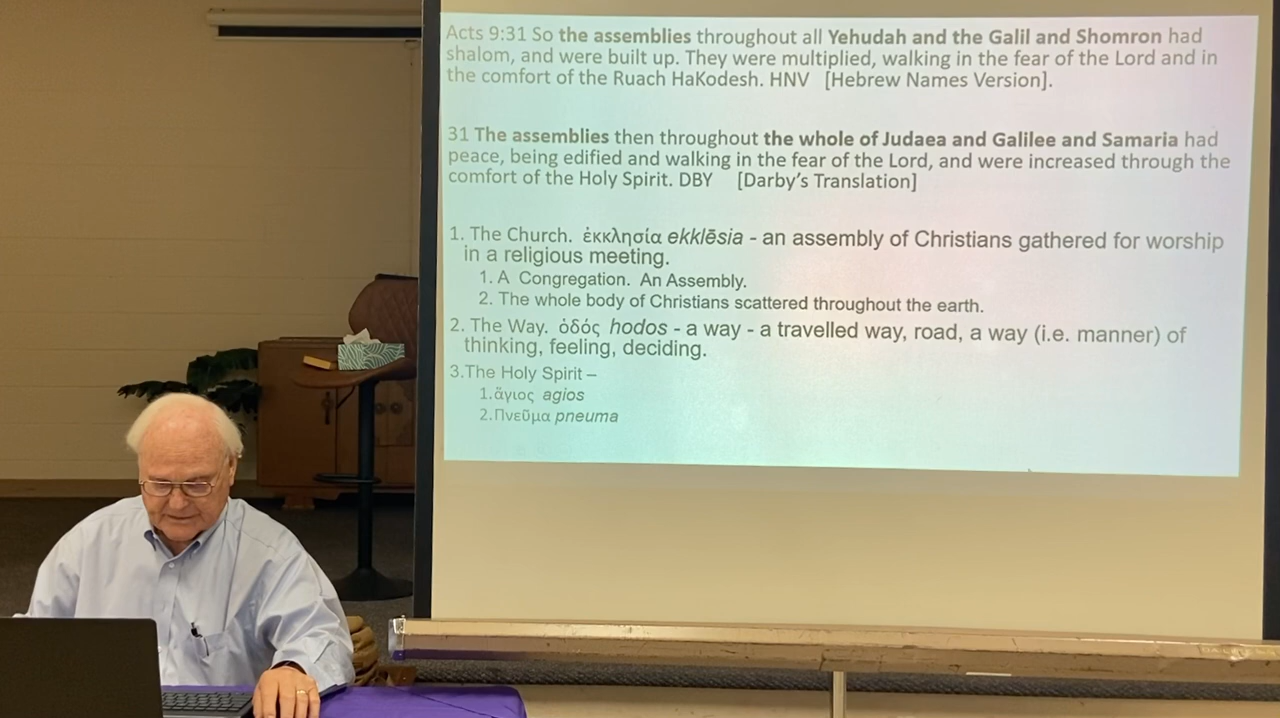 Acts 9:31 So the assemblies throughout all Yehudah and the Galil and Shomron had
shalom, and were built up. They were multiplied, walking in the fear of the Lord and in
the comfort of the Ruach HaKodesh. HNV [Hebrew Names Version].
31 The assemblies then throughout the whole of Judaea and Galilee and Samaria had
peace, being edified and walking in the fear of the Lord, and were increased through the
comfort of the Holy Spirit. DBY [Darby's Translation]
1. The Church. ἐκκλησία ekklēsia - an assembly of Christians gathered for worship
in a religious meeting.
1. A Congregation. An Assembly.
2. The whole body of Christians scattered throughout the earth.
2. The Way. ὁδός hodos - a way - a travelled way, road, a way (i.e. manner) of
thinking, feeling, deciding.
3.The Holy Spirit –
1.ἅγιος agios
2.Πνεῦμα pneuma